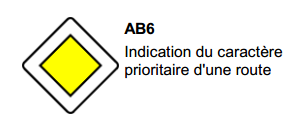 AB6
Indication du caractère
prioritaire d'une route